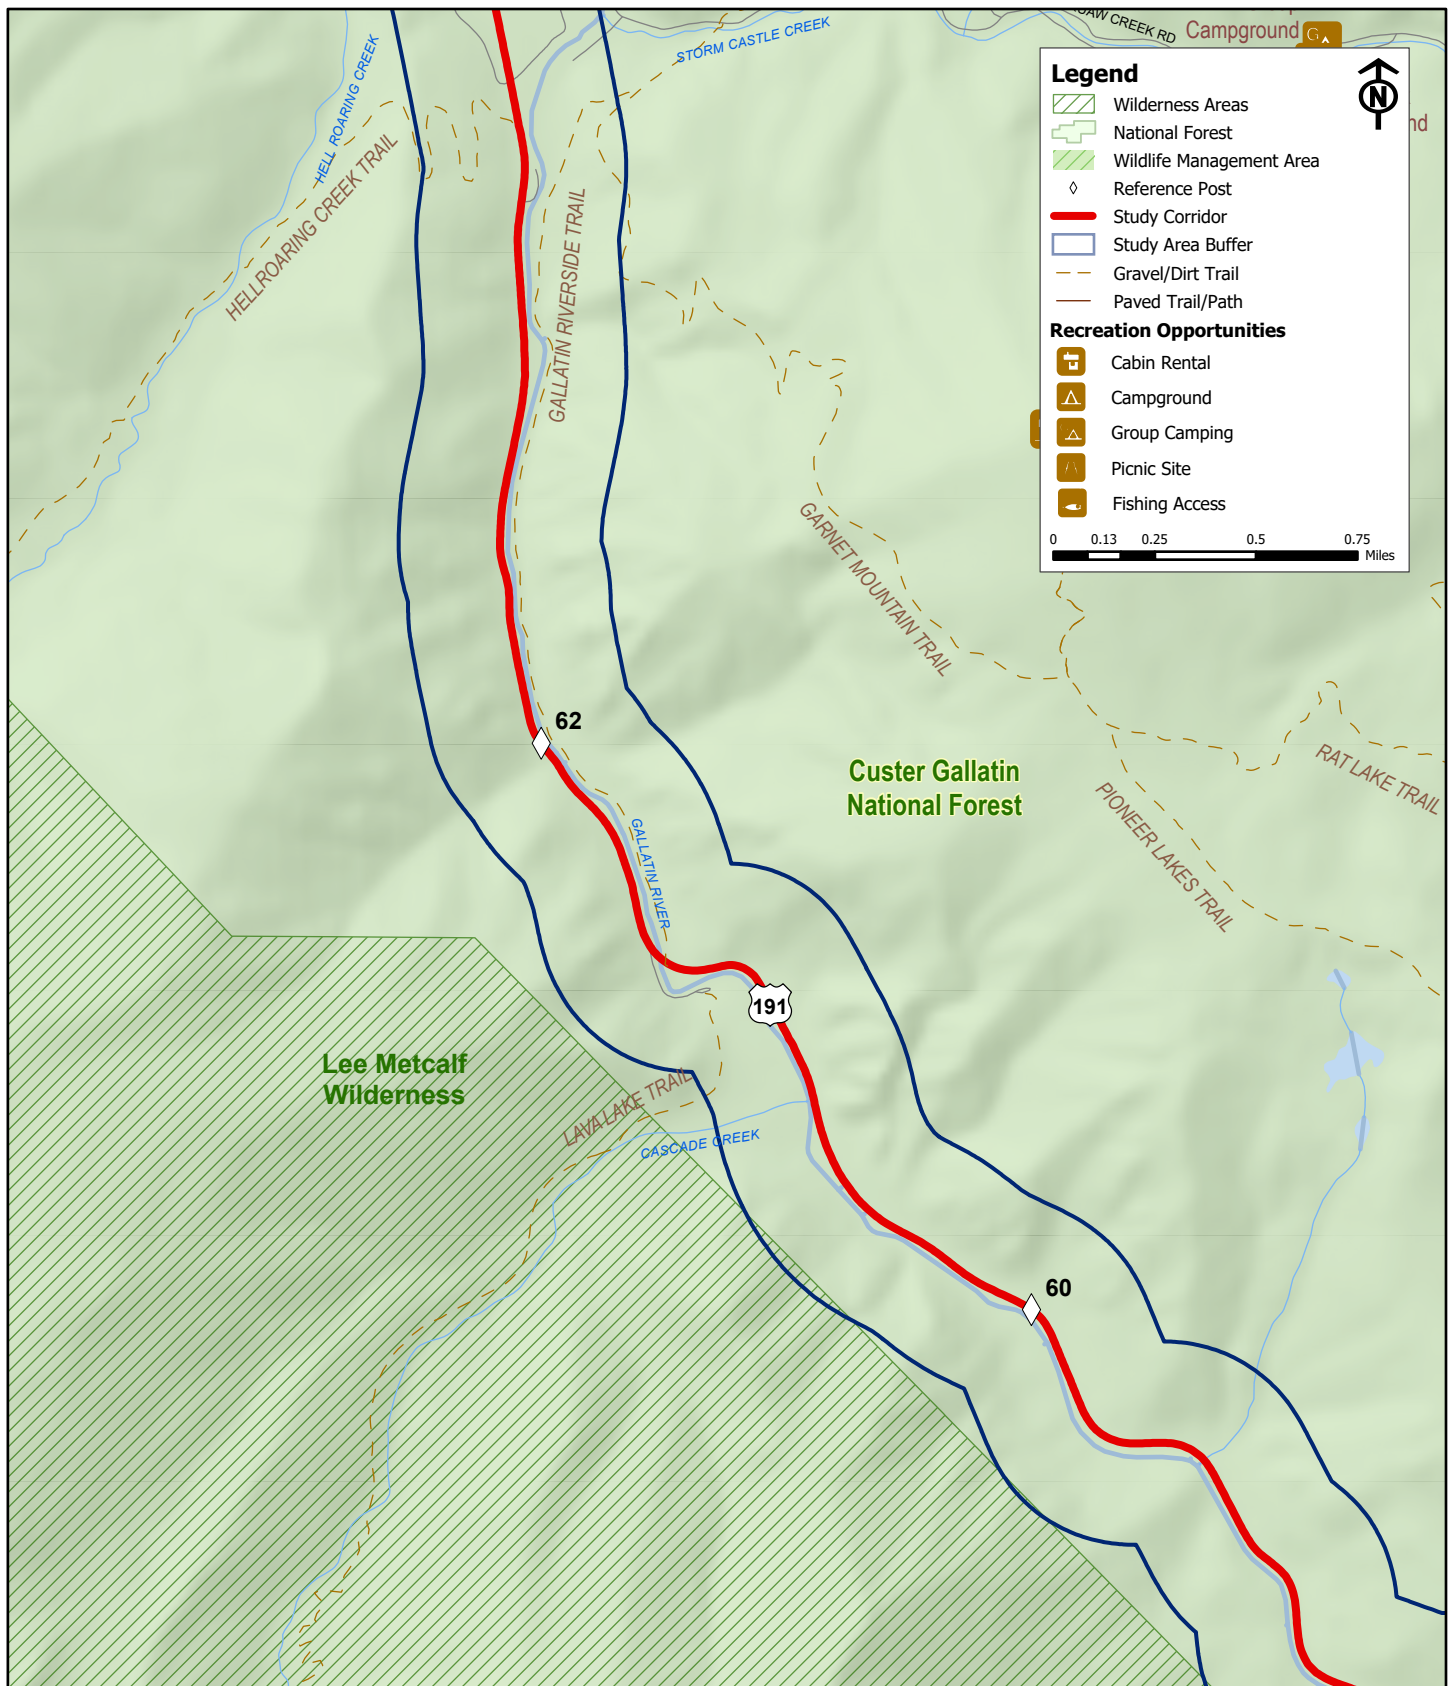 STORM CASTLE CREEK
CREEK RD
Campground
G
HELL ROARING CREEK
HELLROARING CREEK TRAIL
GALLATIN RIVERSIDE TRAIL
Legend
N
Wilderness Areas
National Forest
Wildlife Management Area
Reference Post
Study Corridor
Study Area Buffer
Gravel/Dirt Trail
Paved Trail/Path
Recreation Opportunities
Cabin Rental
Campground
Group Camping
Picnic Site
Fishing Access
0 0.13 0.25 0.5 0.75
Miles
GARNET MOUNTAIN TRAIL
62
Custer Gallatin
National Forest
RAT LAKE TRAIL
PIONEER LAKES TRAIL
GALLATIN RIVER
191
Lee Metcalf
Wilderness
LAVA LAKE TRAIL
CASCADE CREEK
60